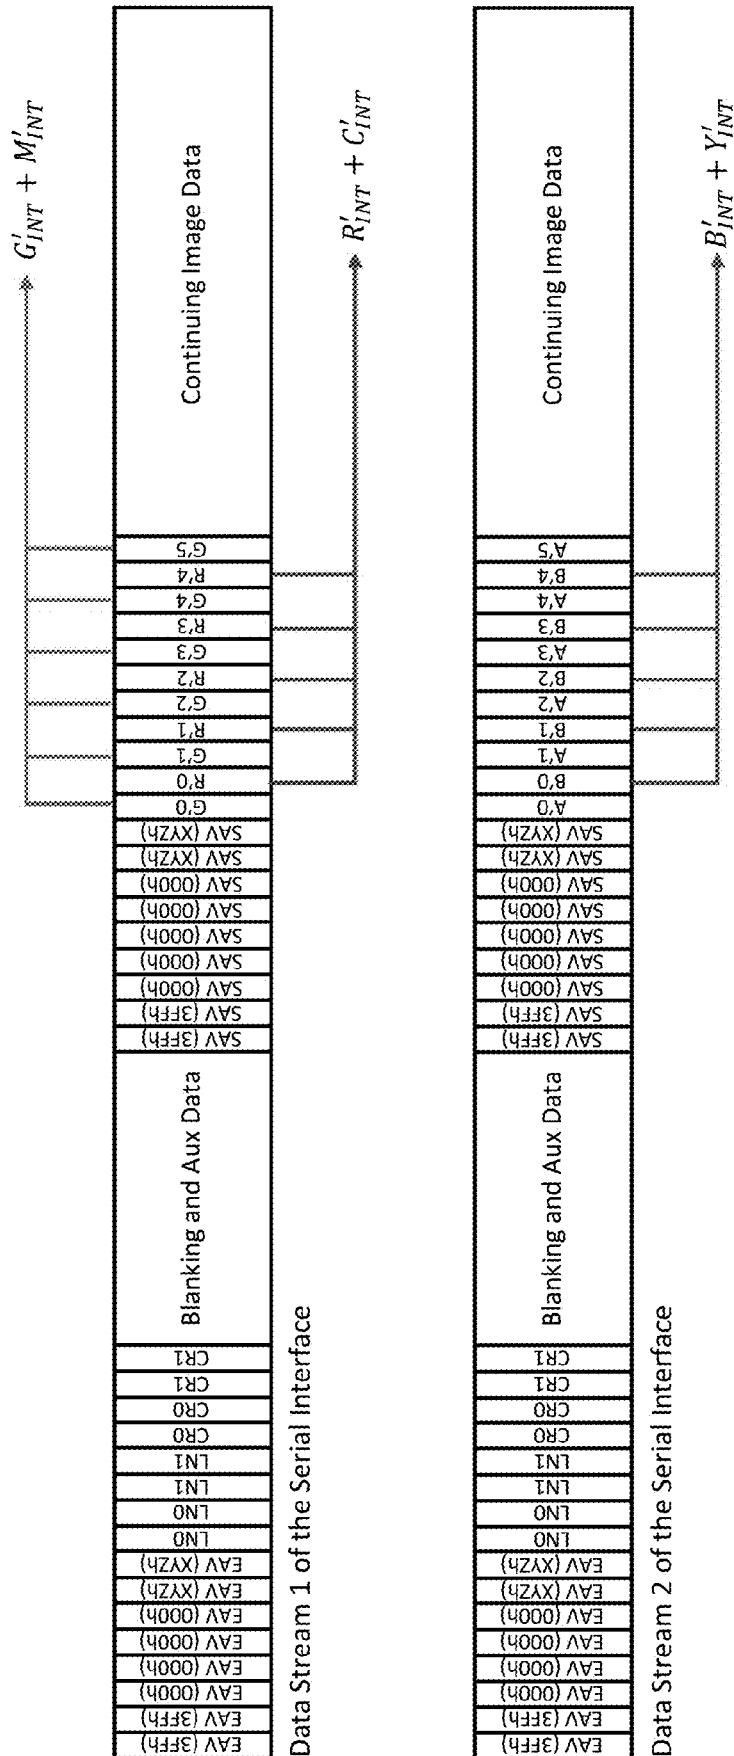 G'INT + M'INT
EAV (3FFh)
EAV (3FFh)
EAV (000h)
EAV (000h)
EAV (000h)
EAV (000h)
EAV (XYZh)
EAV (XYZh)
LN0
LN0
LN1
LN1
CR0
CR0
CR1
CR1
Blanking and Aux Data
SAV (3FFh)
SAV (3FFh)
SAV (000h)
SAV (000h)
SAV (000h)
SAV (000h)
SAV (000h)
SAV (XYZh)
SAV (XYZh)
G'0
R'0
G'1
R'1
G'2
R'2
G'3
R'3
G'4
R'4
G'5
Continuing Image Data
Data Stream 1 of the Serial Interface
R'INT + C'INT
EAV (3FFh)
EAV (3FFh)
EAV (000h)
EAV (000h)
EAV (000h)
EAV (000h)
EAV (XYZh)
EAV (XYZh)
LN0
LN0
LN1
LN1
CR0
CR0
CR1
CR1
Blanking and Aux Data
SAV (3FFh)
SAV (3FFh)
SAV (000h)
SAV (000h)
SAV (000h)
SAV (000h)
SAV (000h)
SAV (XYZh)
SAV (XYZh)
A'0
B'0
A'1
B'1
A'2
B'2
A'3
B'3
A'4
B'4
A'5
Continuing Image Data
Data Stream 2 of the Serial Interface
B'INT + Y'INT